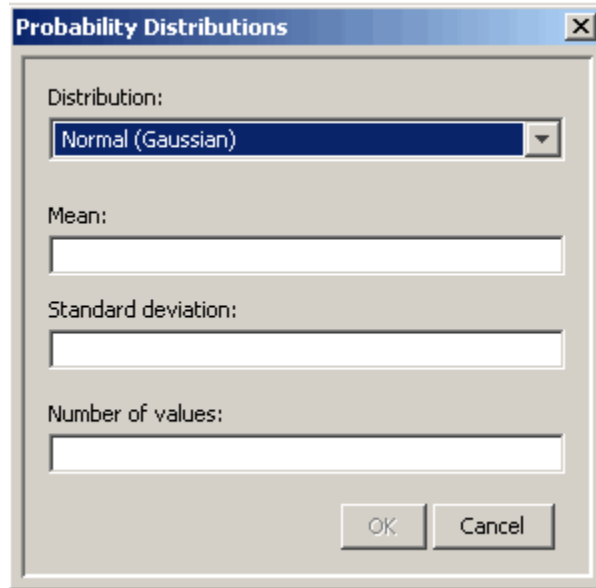 Probability Distributions
Distribution:
Normal (Gaussian)
Mean:
Standard deviation:
Number of values:
OK Cancel